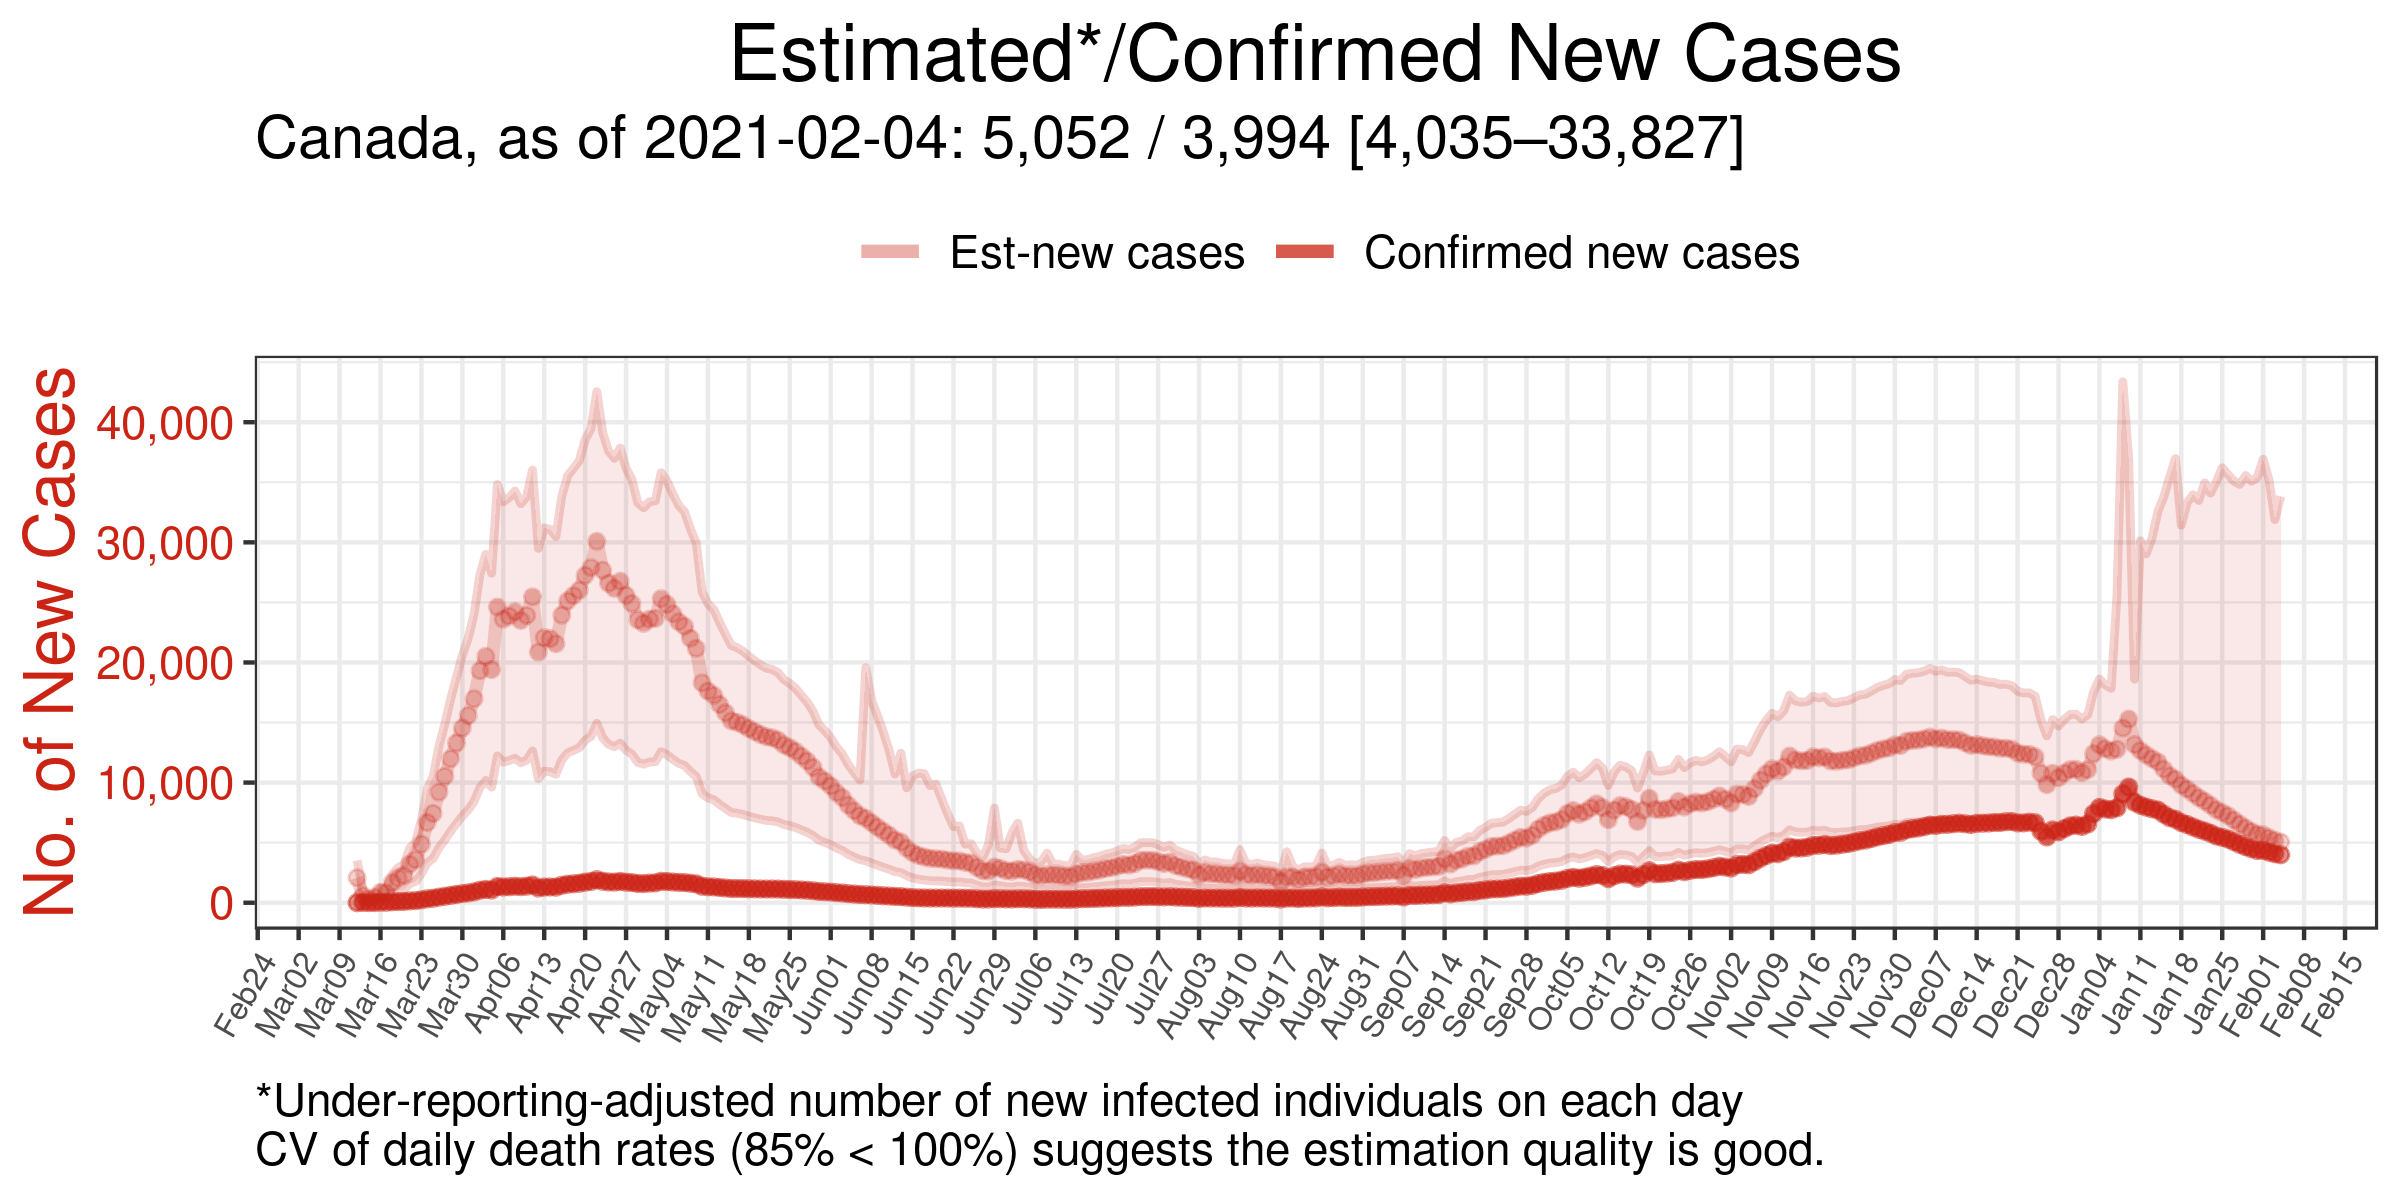 Estimated*/Confirmed New Cases
Canada, as of 2021-02-04: 5,052 / 3,994 [4,035–33,827]
Est-new cases Confirmed new cases
No. of New Cases
40,000
30,000
20,000
10,000
0
Feb24 Mar02 Mar09 Mar16 Mar23 Mar30 Apr06 Apr13 Apr20 Apr27 May04 May11 May18 May25 Jun01 Jun08 Jun15 Jun22 Jun29 Jul06 Jul13 Jul20 Jul27 Aug03 Aug10 Aug17 Aug24 Aug31 Sep07 Sep14 Sep21 Sep28 Oct05 Oct12 Oct19 Oct26 Nov02 Nov09 Nov16 Nov23 Nov30 Dec07 Dec14 Dec21 Dec28 Jan04 Jan11 Jan18 Jan25 Feb01 Feb08 Feb15
*Under-reporting-adjusted number of new infected individuals on each day
CV of daily death rates (85% < 100%) suggests the estimation quality is good.